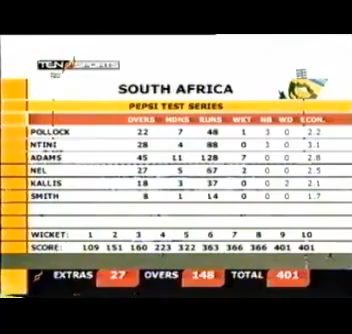 TEN SPORTS
SOUTH AFRICA
PEPSI TEST SERIES
OVERS MDNS RUNS WKT NB WD ECON.
POLLOCK 22 7 48 1 3 0 2.2
NTINI 28 4 88 0 3 0 3.1
ADAMS 45 11 128 7 0 0 2.8
NEL 27 5 67 2 0 0 2.5
KALLIS 18 3 37 0 0 2 2.1
SMITH 8 1 14 0 0 0 1.7
WICKET: 1 2 3 4 5 6 7 8 9 10
SCORE: 109 151 160 223 322 363 366 366 401 401
EXTRAS 27 OVERS 148 TOTAL 401